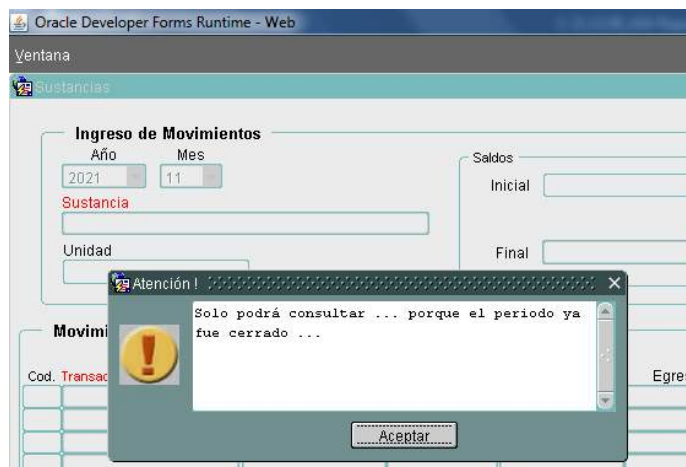 Oracle Developer Forms Runtime - Web
Ventana
Sustancias
Ingreso de Movimientos
Año Mes
2021 11
Saldos
Inicial
Sustancia
Unidad
Final
Atención !
Solo podrá consultar ... porque el periodo ya
fue cerrado ...
Movimi
Cod. Transac
Egre
Aceptar